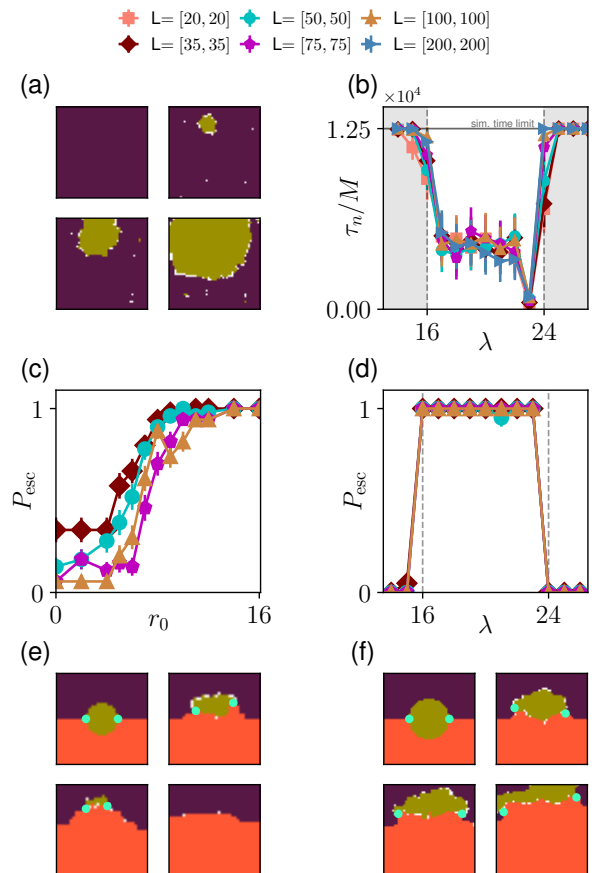 L= [20, 20] L= [50, 50] L= [100, 100]
L= [35, 35] L= [75, 75] L= [200, 200]
(a)
(b)
×10⁴
1.25
sim. time limit
τₙ/M
0.00
16 24
λ
(c)
(d)
1
P_esc
0
0 16
r₀
1
P_esc
0
16 24
λ
(e)
(f)